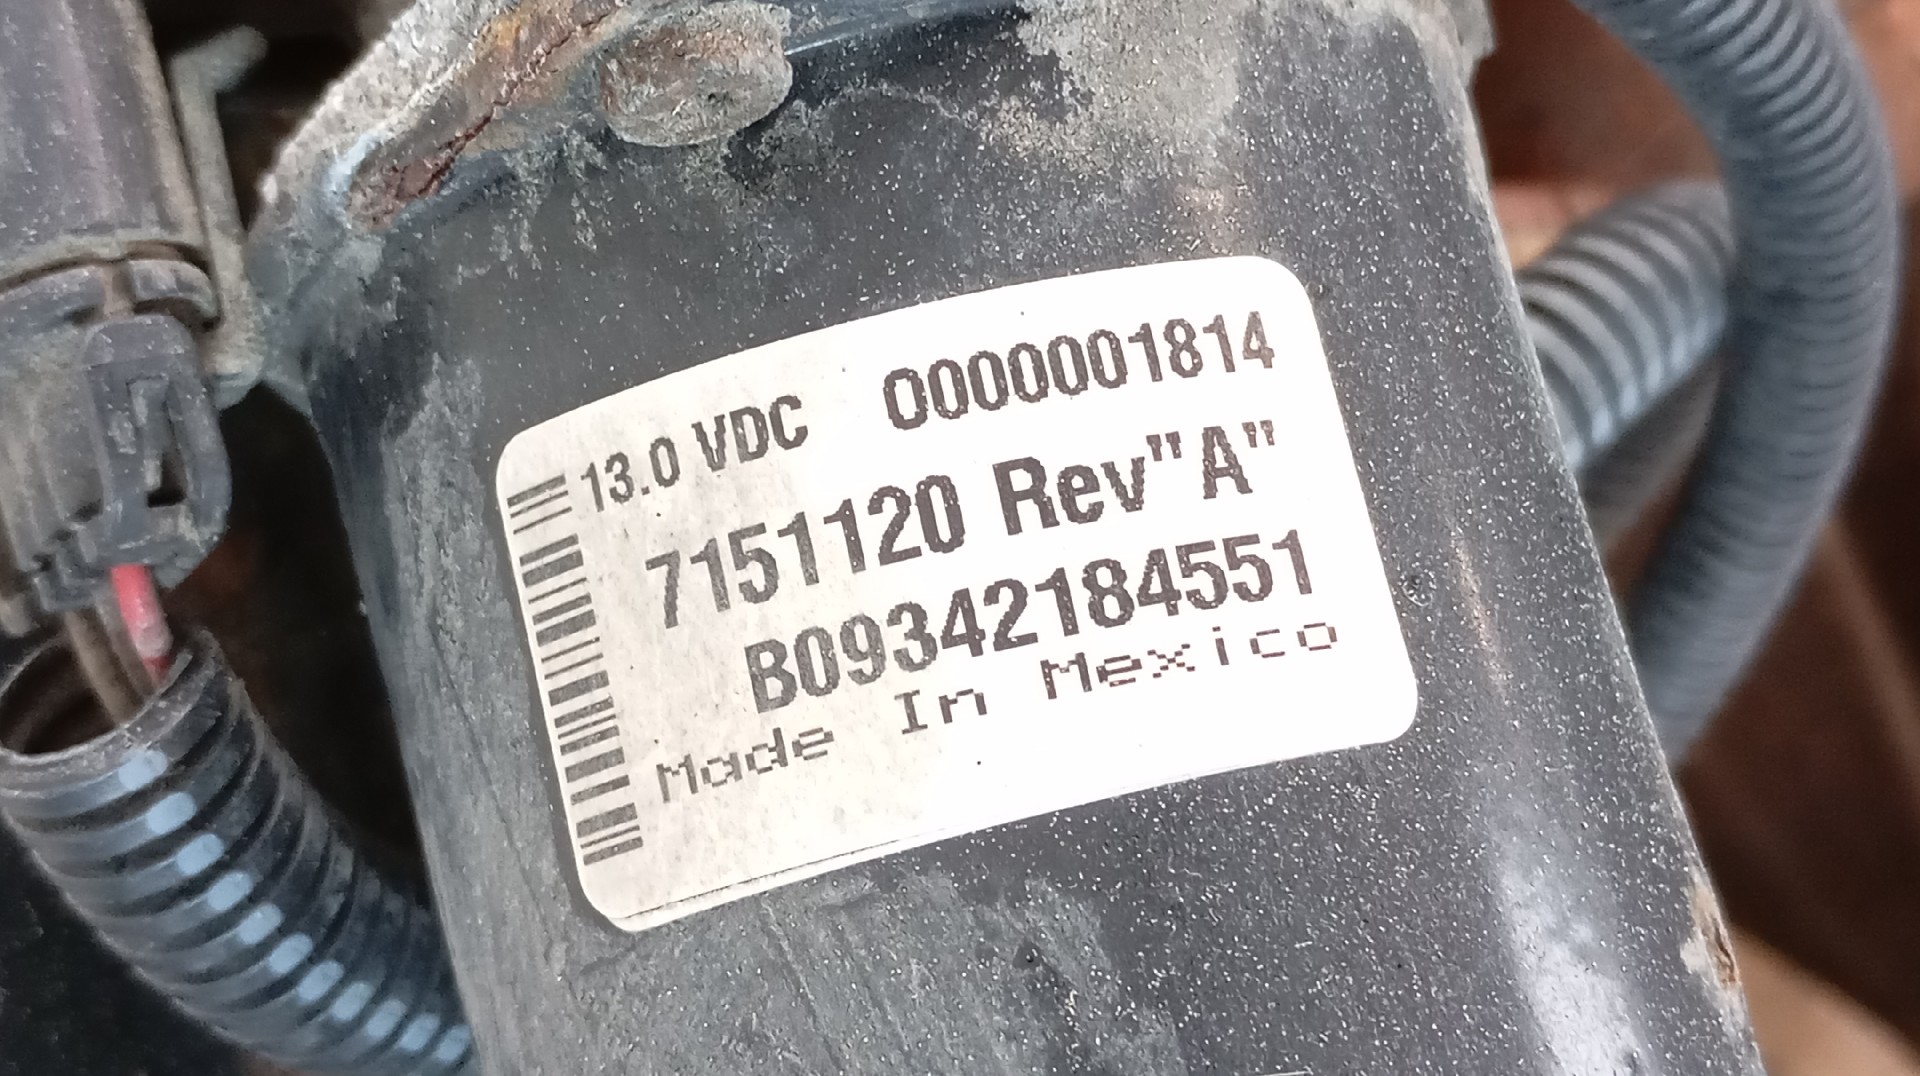 13.0 VDC 0000001814
7151120 Rev"A"
B09342184551
Made In Mexico